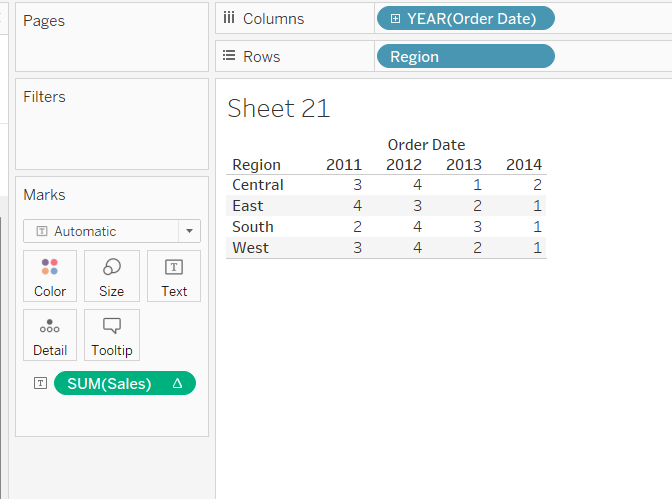 Pages
Columns
YEAR(Order Date)
Rows
Region
Filters
Sheet 21
Order Date
Region 2011 2012 2013 2014
Central 3 4 1 2
East 4 3 2 1
South 2 4 3 1
West 3 4 2 1
Marks
T Automatic
Color
Size
T Text
Detail
Tooltip
T SUM(Sales) Δ